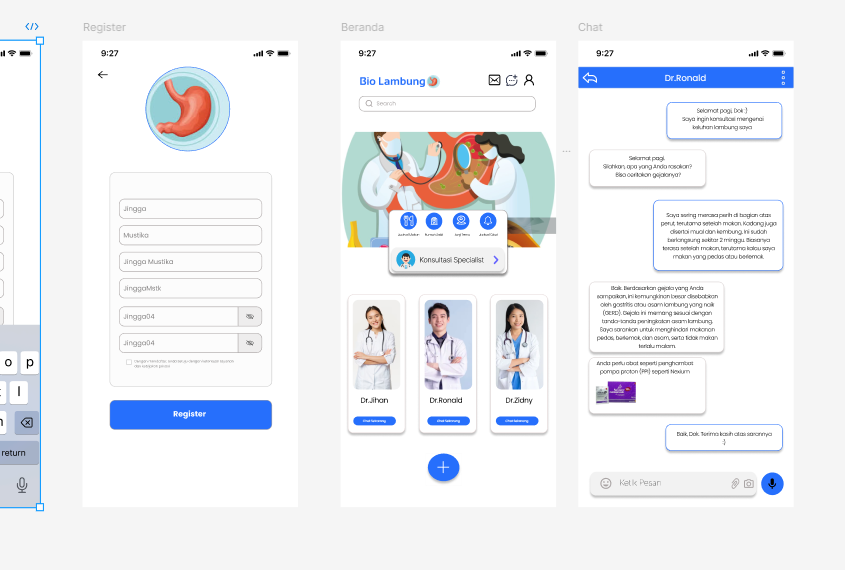 </>
Register
Beranda
Chat
9:27
←
Jingga
Mustika
Jingga Mustika
JinggaMstk
Jingga04
Jingga04
Register
9:27
Bio Lambung
Search
Konsultasi Specialist
Dr.Jihan
Dr.Ronald
Dr.Zidny
Chat Sekarang
Chat Sekarang
Chat Sekarang
+
9:27
Dr.Ronald
Selamat pagi, Dok :)
Saya ingin konsultasi mengenai
keluhan lambung saya
Selamat pagi.
Silahkan, apa yang Anda rasakan?
Bisa ceritakan gejalanya?
Saya sering merasa perih di bagian atas
perut, terutama setelah makan. Kadang juga
disertai mual dan kembung. Ini sudah
berlangsung sekitar 2 minggu. Biasanya
terasa setelah makan, terutama kalau saya
makan yang pedas atau berlemak.
Baik. Berdasarkan gejala yang Anda
sampaikan, ini kemungkinan besar disebabkan
oleh gastritis atau asam lambung yang naik
(GERD). Gejala ini memang sesuai dengan
tanda-tanda peningkatan asam lambung.
Saya sarankan untuk menghindari makanan
pedas, berlemak, dan asam, serta tidak makan
terlalu malam.
Anda perlu obat seperti penghambat
pompa proton (PPI) seperti Nexium
Baik, Dok. Terima kasih atas sarannya
:)
Ketik Pesan
o p
l
return